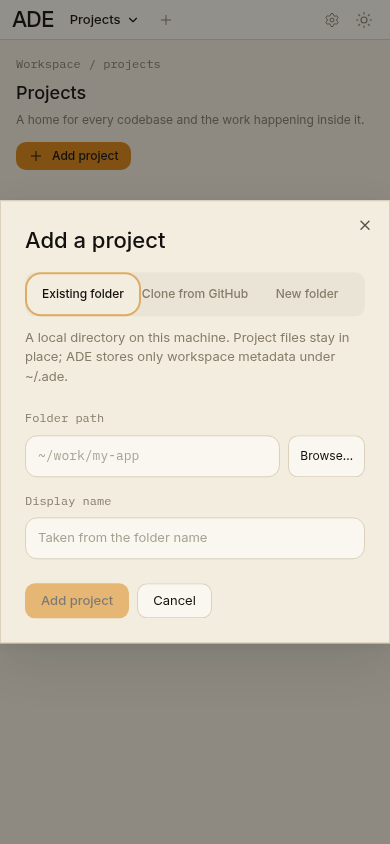 ADE Projects
Workspace / projects
Projects
A home for every codebase and the work happening inside it.
Add project
Add a project
Existing folder Clone from GitHub New folder
A local directory on this machine. Project files stay in
place; ADE stores only workspace metadata under
~/.ade.
Folder path
~/work/my-app Browse...
Display name
Taken from the folder name
Add project Cancel